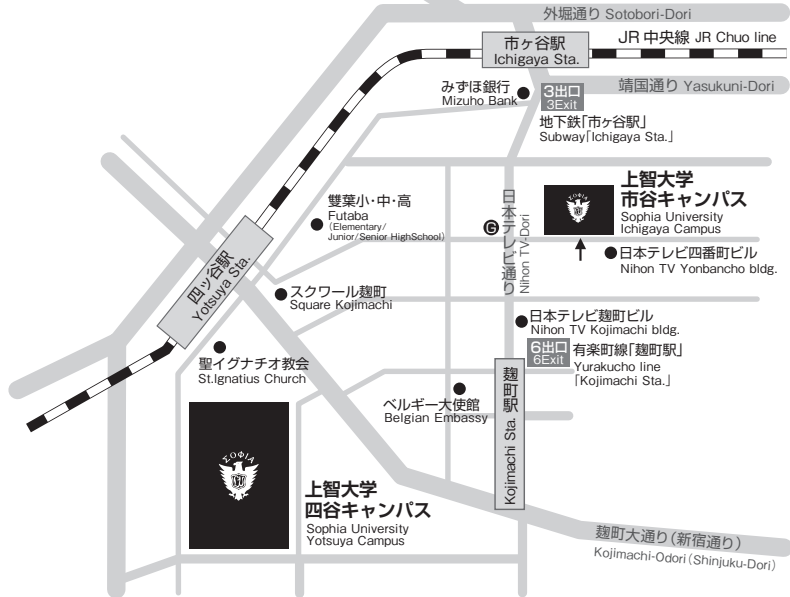 外堀通り Sotobori-Dori
市ヶ谷駅
Ichigaya Sta.
JR 中央線 JR Chuo line
みずほ銀行
Mizuho Bank
3出口
3Exit
靖国通り Yasukuni-Dori
地下鉄「市ヶ谷駅」
Subway「Ichigaya Sta.」
上智大学
市谷キャンパス
Sophia University
Ichigaya Campus
雙葉小・中・高
Futaba
(Elementary/
Junior/Senior HighSchool)
日本テレビ通り
Nihon TV-Dori
G
日本テレビ四番町ビル
Nihon TV Yonbancho bldg.
四ッ谷駅
Yotsuya Sta.
スクワール麹町
Square Kojimachi
日本テレビ麹町ビル
Nihon TV Kojimachi bldg.
6出口
6Exit
有楽町線「麹町駅」
Yurakucho line
「Kojimachi Sta.」
聖イグナチオ教会
St.Ignatius Church
麹町駅
Kojimachi Sta.
ベルギー大使館
Belgian Embassy
ΣΟΦΙΑ
上智大学
四谷キャンパス
Sophia University
Yotsuya Campus
麹町大通り(新宿通り)
Kojimachi-Odori(Shinjuku-Dori)